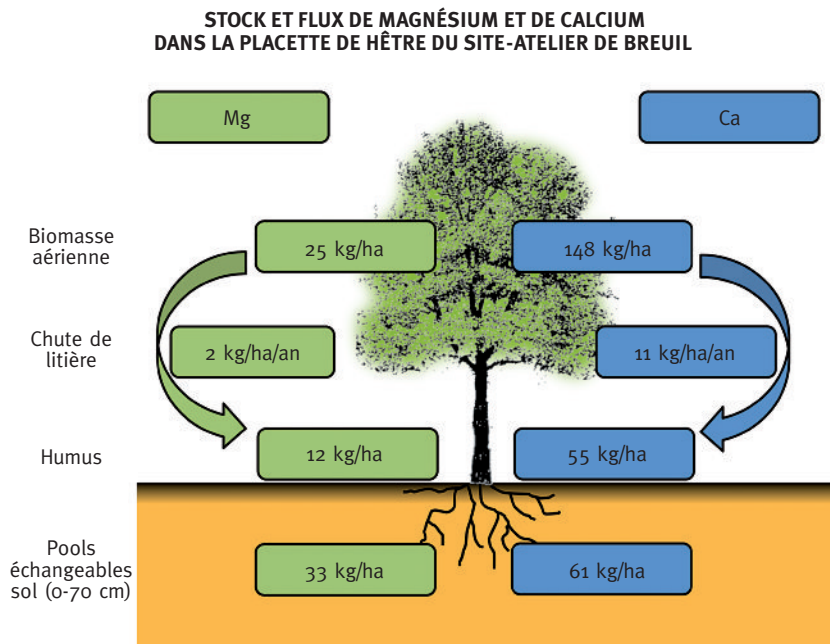 STOCK ET FLUX DE MAGNÉSIUM ET DE CALCIUM
DANS LA PLACETTE DE HÊTRE DU SITE-ATELIER DE BREUIL
Mg
Ca
Biomasse
aérienne
25 kg/ha
148 kg/ha
Chute de
litière
2 kg/ha/an
11 kg/ha/an
Humus
12 kg/ha
55 kg/ha
Pools
échangeables
sol (0-70 cm)
33 kg/ha
61 kg/ha